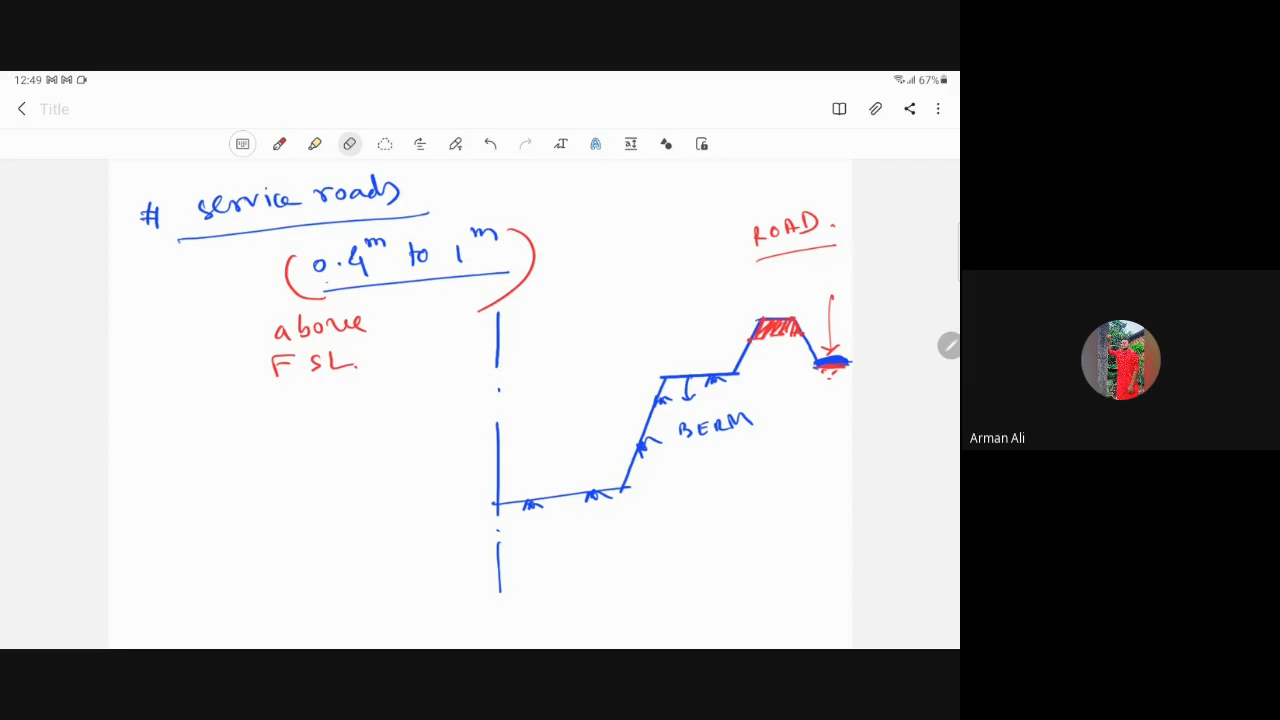 12:49
67%
Title
# service roads
(0.4m to 1m)
above
FSL.
ROAD.
BERM
Arman Ali